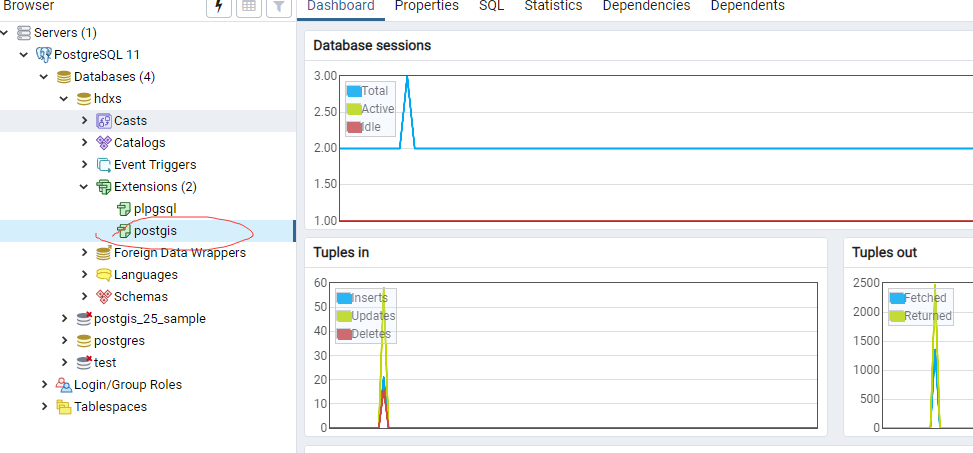 Browser
Dashboard Properties SQL Statistics Dependencies Dependents
Servers (1)
PostgreSQL 11
Databases (4)
hdxs
Casts
Catalogs
Event Triggers
Extensions (2)
plpgsql
postgis
Foreign Data Wrappers
Languages
Schemas
postgis_25_sample
postgres
test
Login/Group Roles
Tablespaces
Database sessions
3.00
2.50
2.00
1.50
1.00
Total
Active
Idle
Tuples in
60
50
40
30
20
10
0
Inserts
Updates
Deletes
Tuples out
2500
2000
1500
1000
500
0
Fetched
Returned